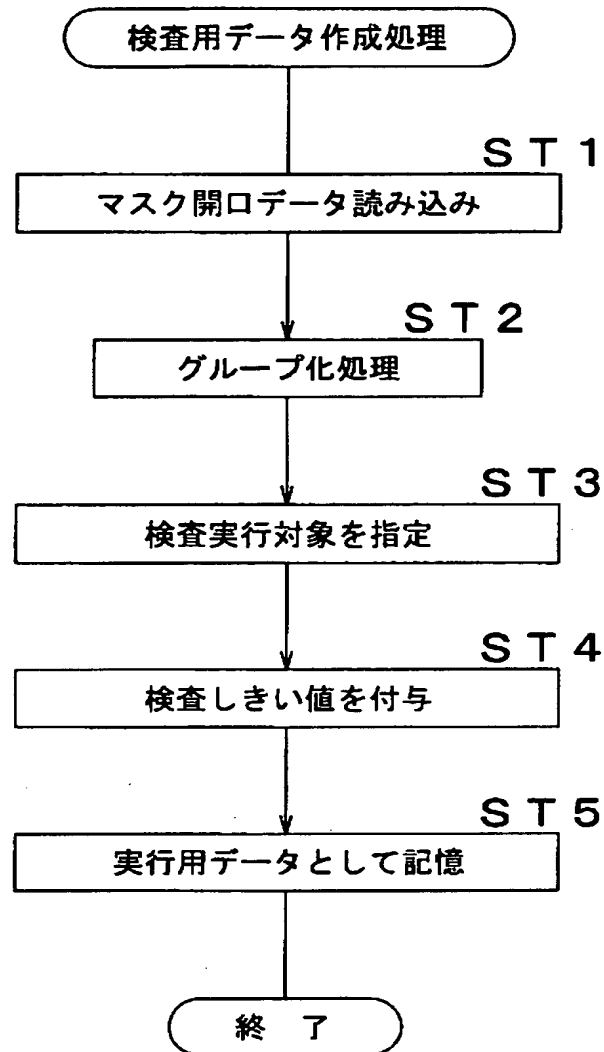 検査用データ作成処理
ST1
マスク開口データ読み込み
ST2
グループ化処理
ST3
検査実行対象を指定
ST4
検査しきい値を付与
ST5
実行用データとして記憶
終 了